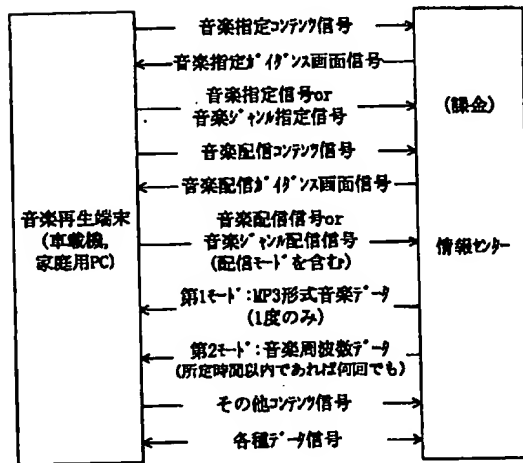 音楽指定コンテンツ信号
音楽指定ガイダンス画面信号
音楽指定信号or
音楽ジャンル指定信号
(課金)
音楽配信コンテンツ信号
音楽配信ガイダンス画面信号
音楽再生端末
(車載機,
家庭用PC)
音楽配信信号or
音楽ジャンル配信信号
(配信モードを含む)
情報センター
第1モード:MP3形式音楽データ
(1度のみ)
第2モード:音楽周波数データ
(所定時間以内であれば何回でも)
その他コンテンツ信号
各種データ信号